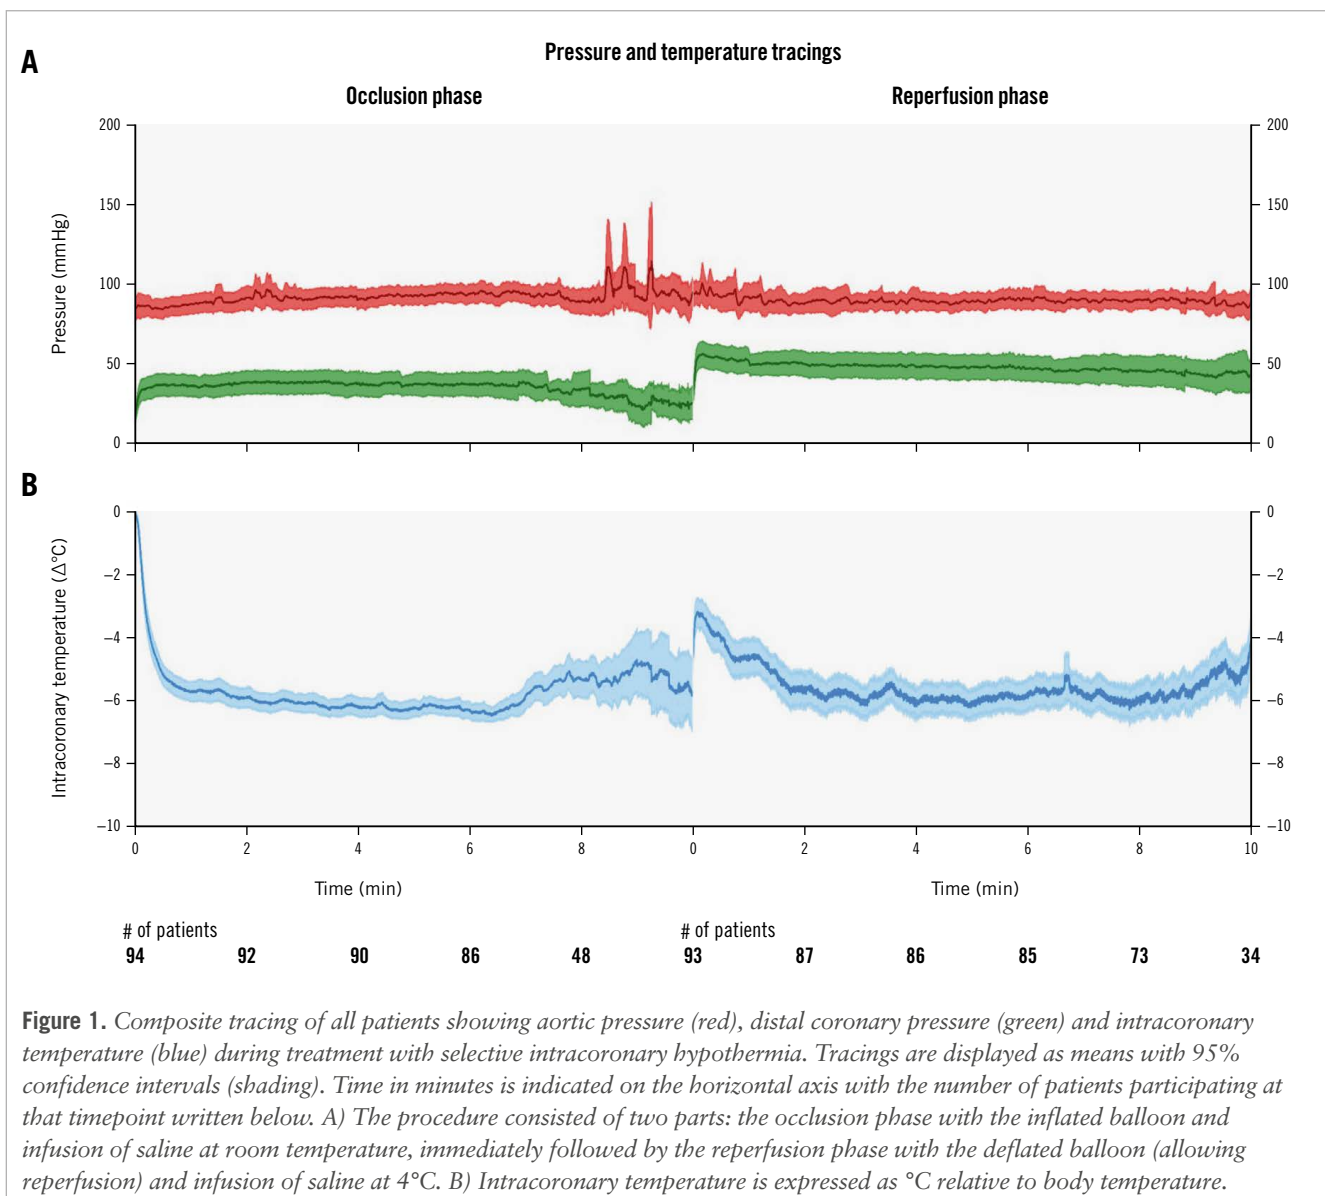 A
Pressure and temperature tracings
Occlusion phase
Reperfusion phase
200
150
100
50
0
Pressure (mmHg)
200
150
100
50
0
B
0
−2
−4
−6
−8
−10
Intracoronary temperature (Δ°C)
0
−2
−4
−6
−8
−10
0 2 4 6 8 0 2 4 6 8 10
Time (min)
Time (min)
# of patients
# of patients
94 92 90 86 48 93 87 86 85 73 34
Figure 1. Composite tracing of all patients showing aortic pressure (red), distal coronary pressure (green) and intracoronary
temperature (blue) during treatment with selective intracoronary hypothermia. Tracings are displayed as means with 95%
confidence intervals (shading). Time in minutes is indicated on the horizontal axis with the number of patients participating at
that timepoint written below. A) The procedure consisted of two parts: the occlusion phase with the inflated balloon and
infusion of saline at room temperature, immediately followed by the reperfusion phase with the deflated balloon (allowing
reperfusion) and infusion of saline at 4°C. B) Intracoronary temperature is expressed as °C relative to body temperature.